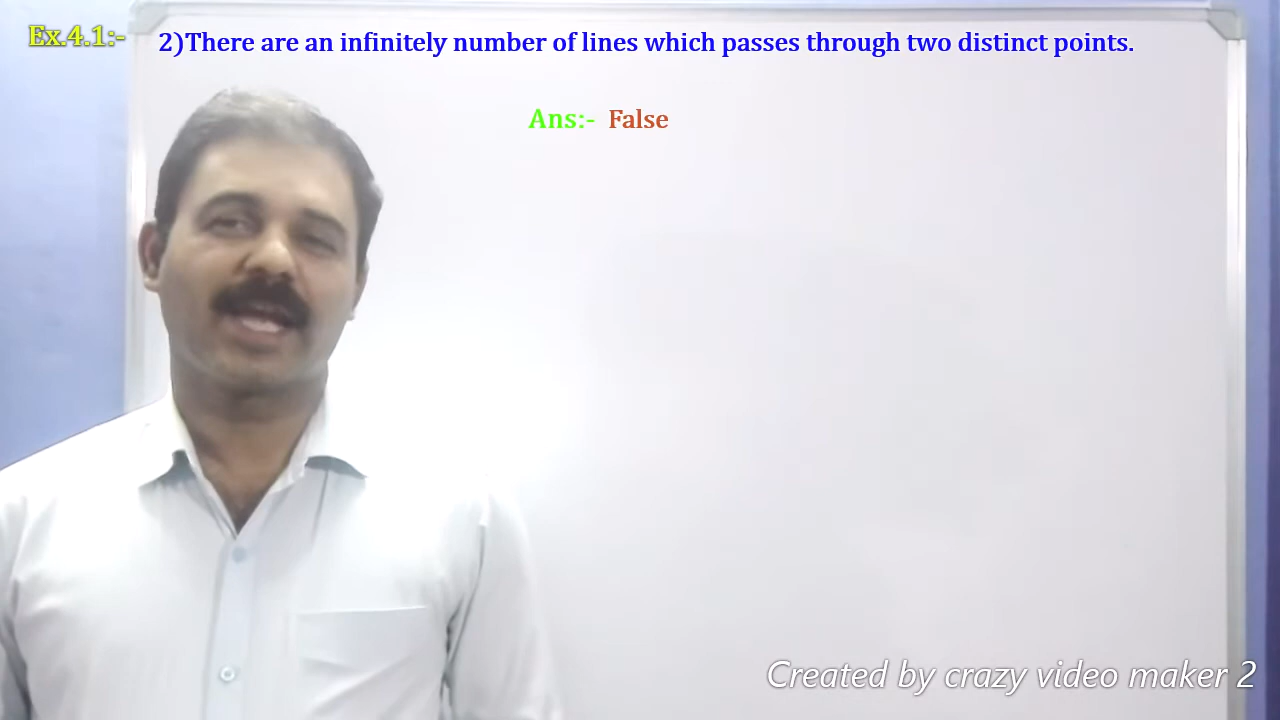 Ex.4.1:-
2)There are an infinitely number of lines which passes through two distinct points.
Ans:- False
Created by crazy video maker 2